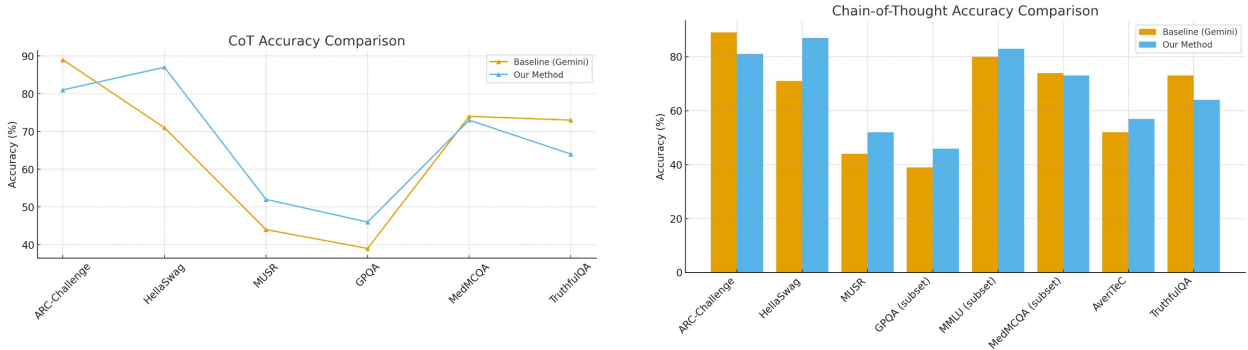 CoT Accuracy Comparison
Accuracy (%)
90
80
70
60
50
40
Baseline (Gemini)
Our Method
ARC-Challenge
HellaSwag
MUSR
GPQA
MedMCQA
TruthfulQA
Chain-of-Thought Accuracy Comparison
Accuracy (%)
80
60
40
20
0
Baseline (Gemini)
Our Method
ARC-Challenge
HellaSwag
MUSR
GPQA (subset)
MMLU (subset)
MedMCQA (subset)
AveriTeC
TruthfulQA